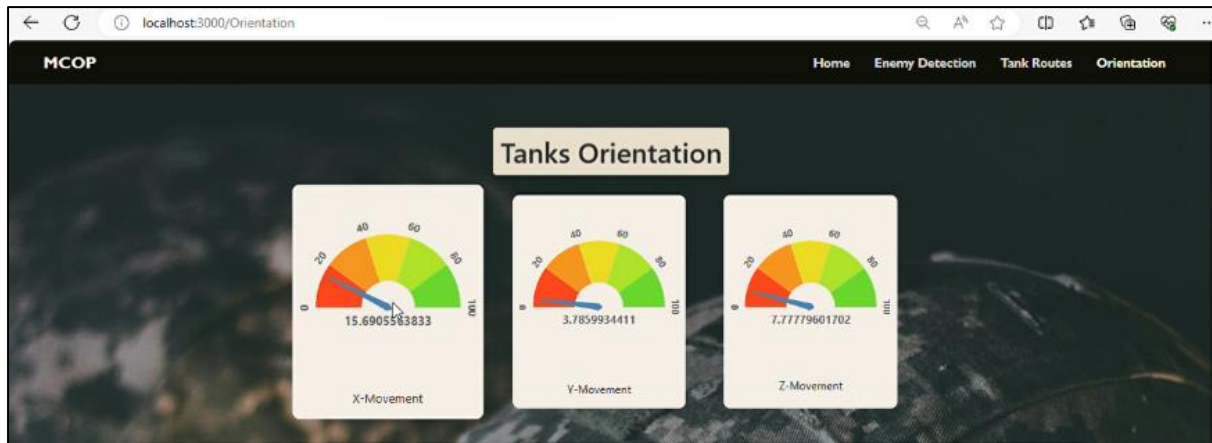 localhost:3000/Orientation
MCOP
Home Enemy Detection Tank Routes Orientation
Tanks Orientation
0 20 40 60 80 100
15.6905563833
X-Movement
0 20 40 60 80 100
3.7859934411
Y-Movement
0 20 40 60 80 100
7.77779601702
Z-Movement